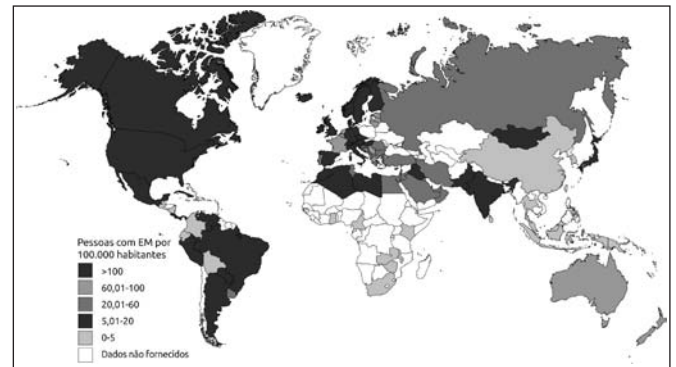 Pessoas com EM por
100.000 habitantes
>100
60,01-100
20,01-60
5,01-20
0-5
Dados não fornecidos